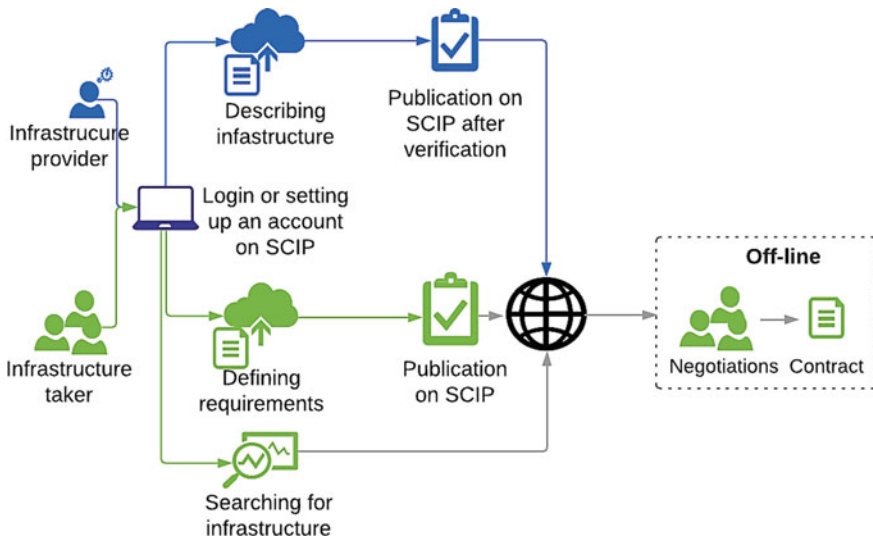 Infrastrucure
provider
Describing
infastructure
Publication on
SCIP after
verification
Login or setting
up an account
on SCIP
Infrastructure
taker
Defining
requirements
Publication
on SCIP
Searching for
infrastructure
Off-line
Negotiations
Contract